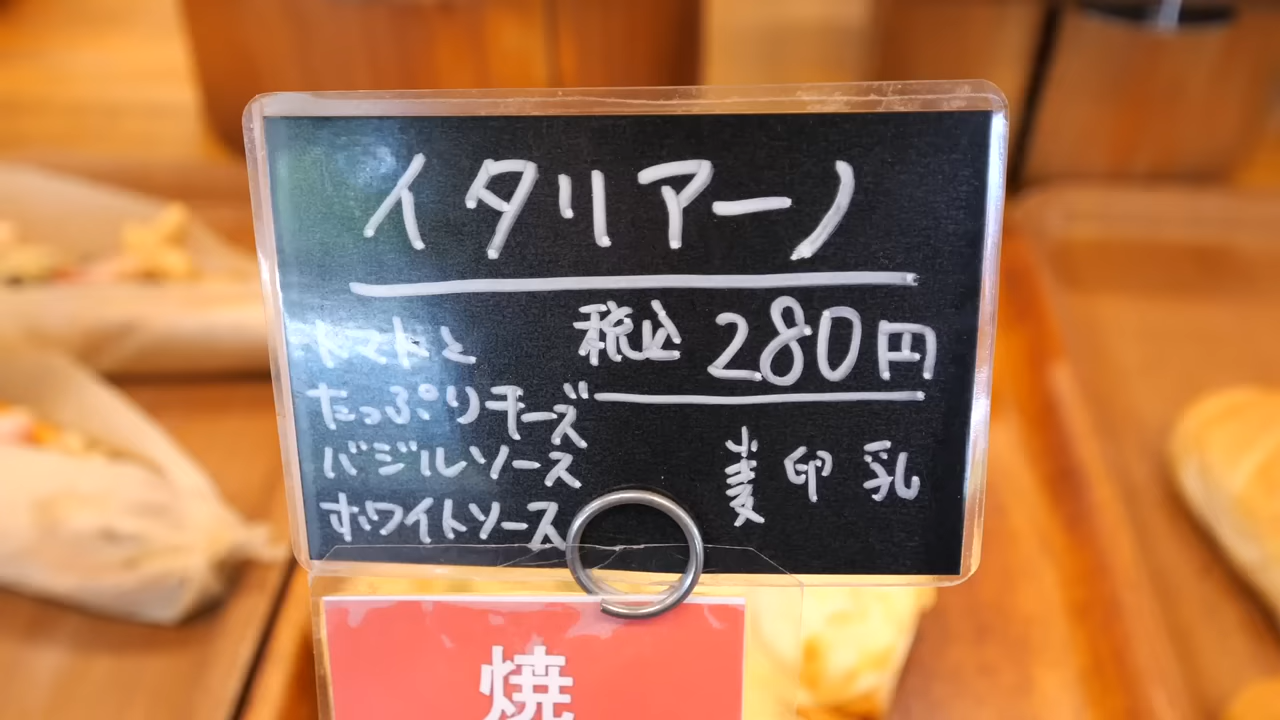 イタリアーノ
税込 280円
トマトと
たっぷりチーズ
バジルソース
ホワイトソース
小麦 卵 乳
焼